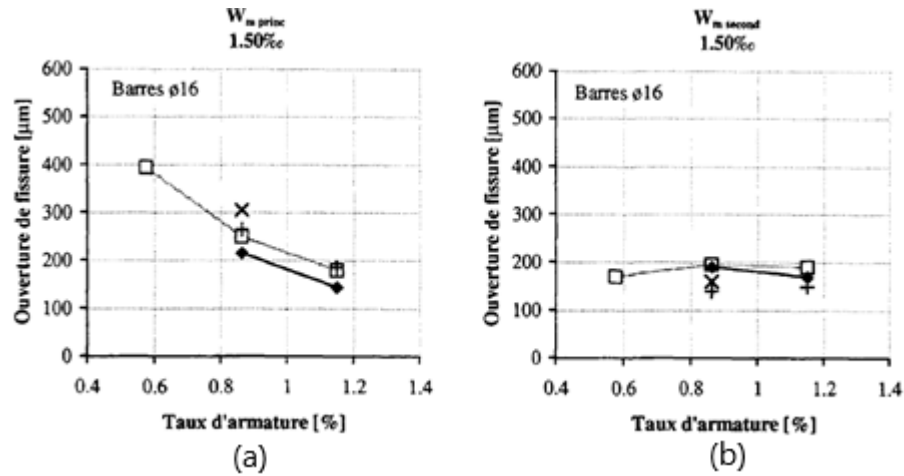 W m princ
1.50‰
Barres ø16
Ouverture de fissure [µm]
600
500
400
300
200
100
0
0.4 0.6 0.8 1 1.2 1.4
Taux d'armature [%]
(a)
W m second
1.50‰
Barres ø16
Ouverture de fissure [µm]
600
500
400
300
200
100
0
0.4 0.6 0.8 1 1.2 1.4
Taux d'armature [%]
(b)